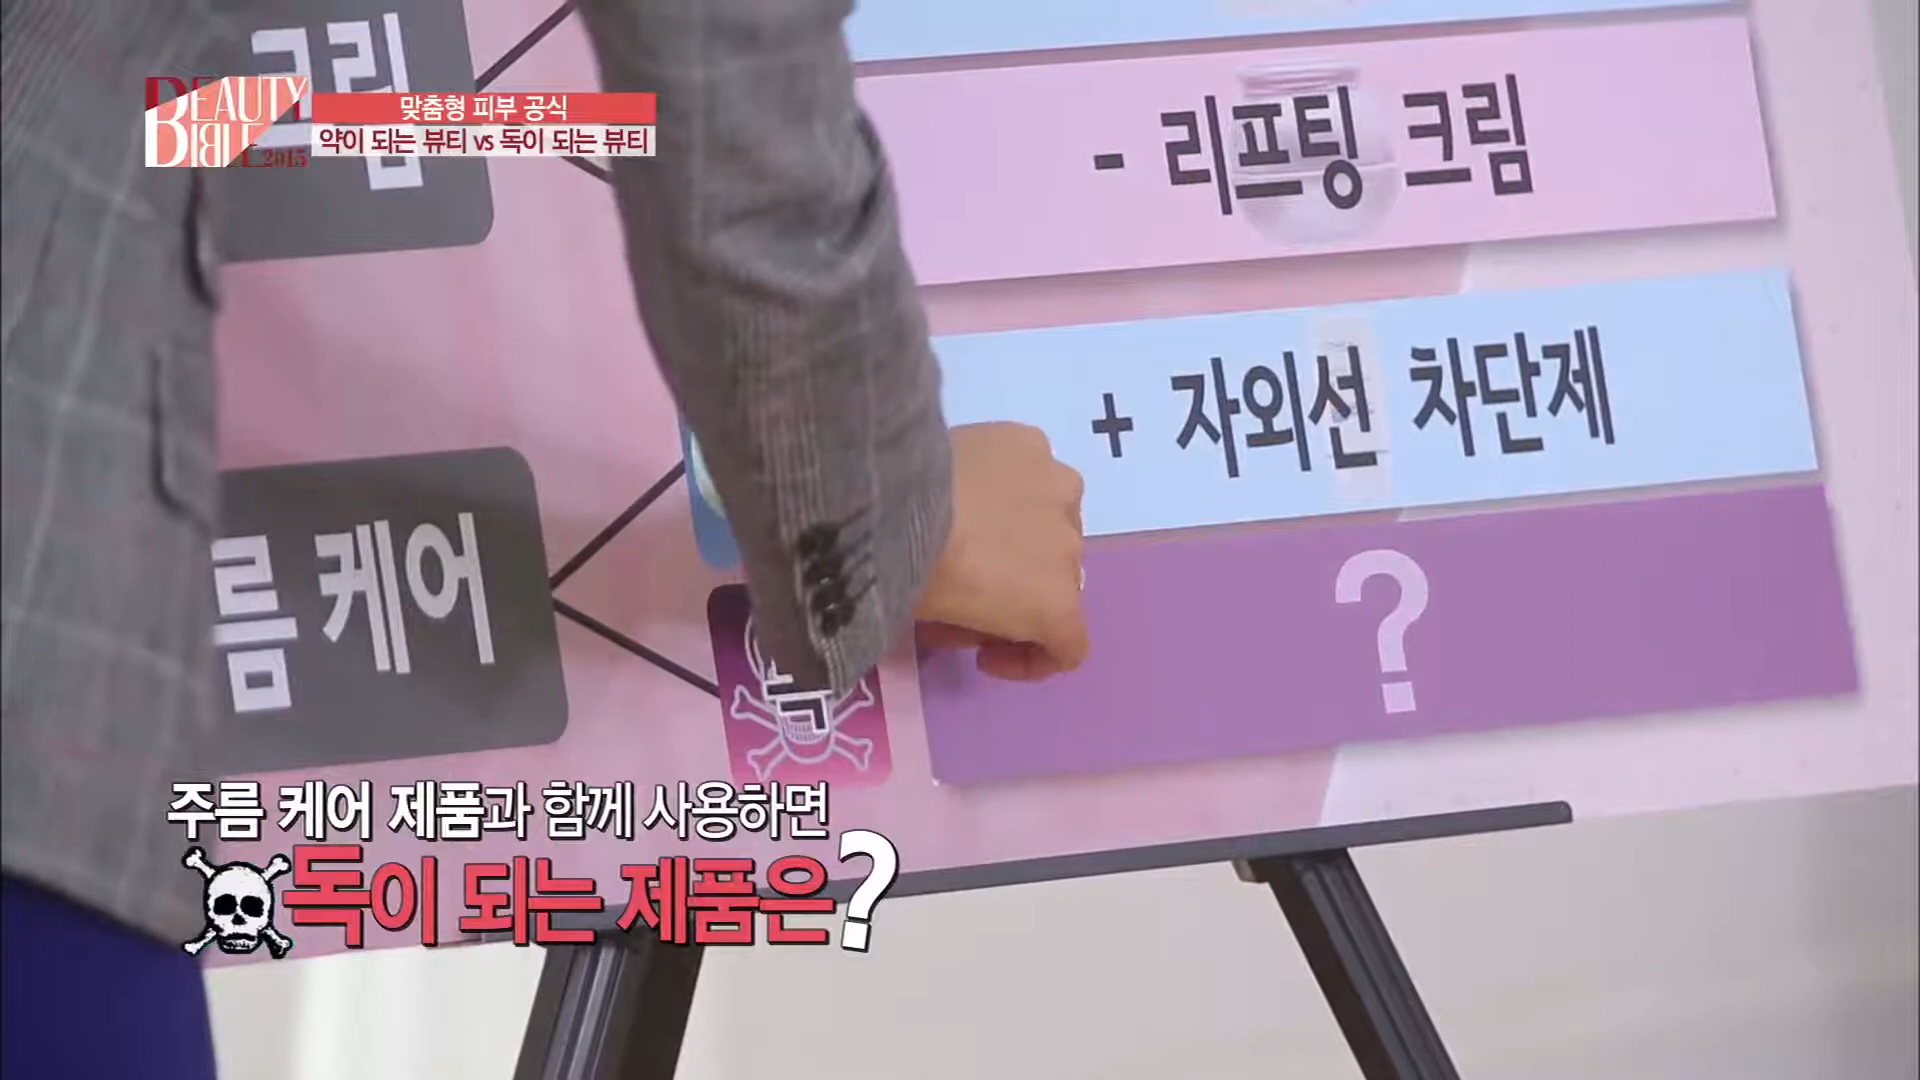 BEAUTY
BIBLE 2015
맞춤형 피부 공식
약이 되는 뷰티 vs 독이 되는 뷰티
크림
- 리프팅 크림
+ 자외선 차단제
름 케어
?
주름 케어 제품과 함께 사용하면
독이 되는 제품은?